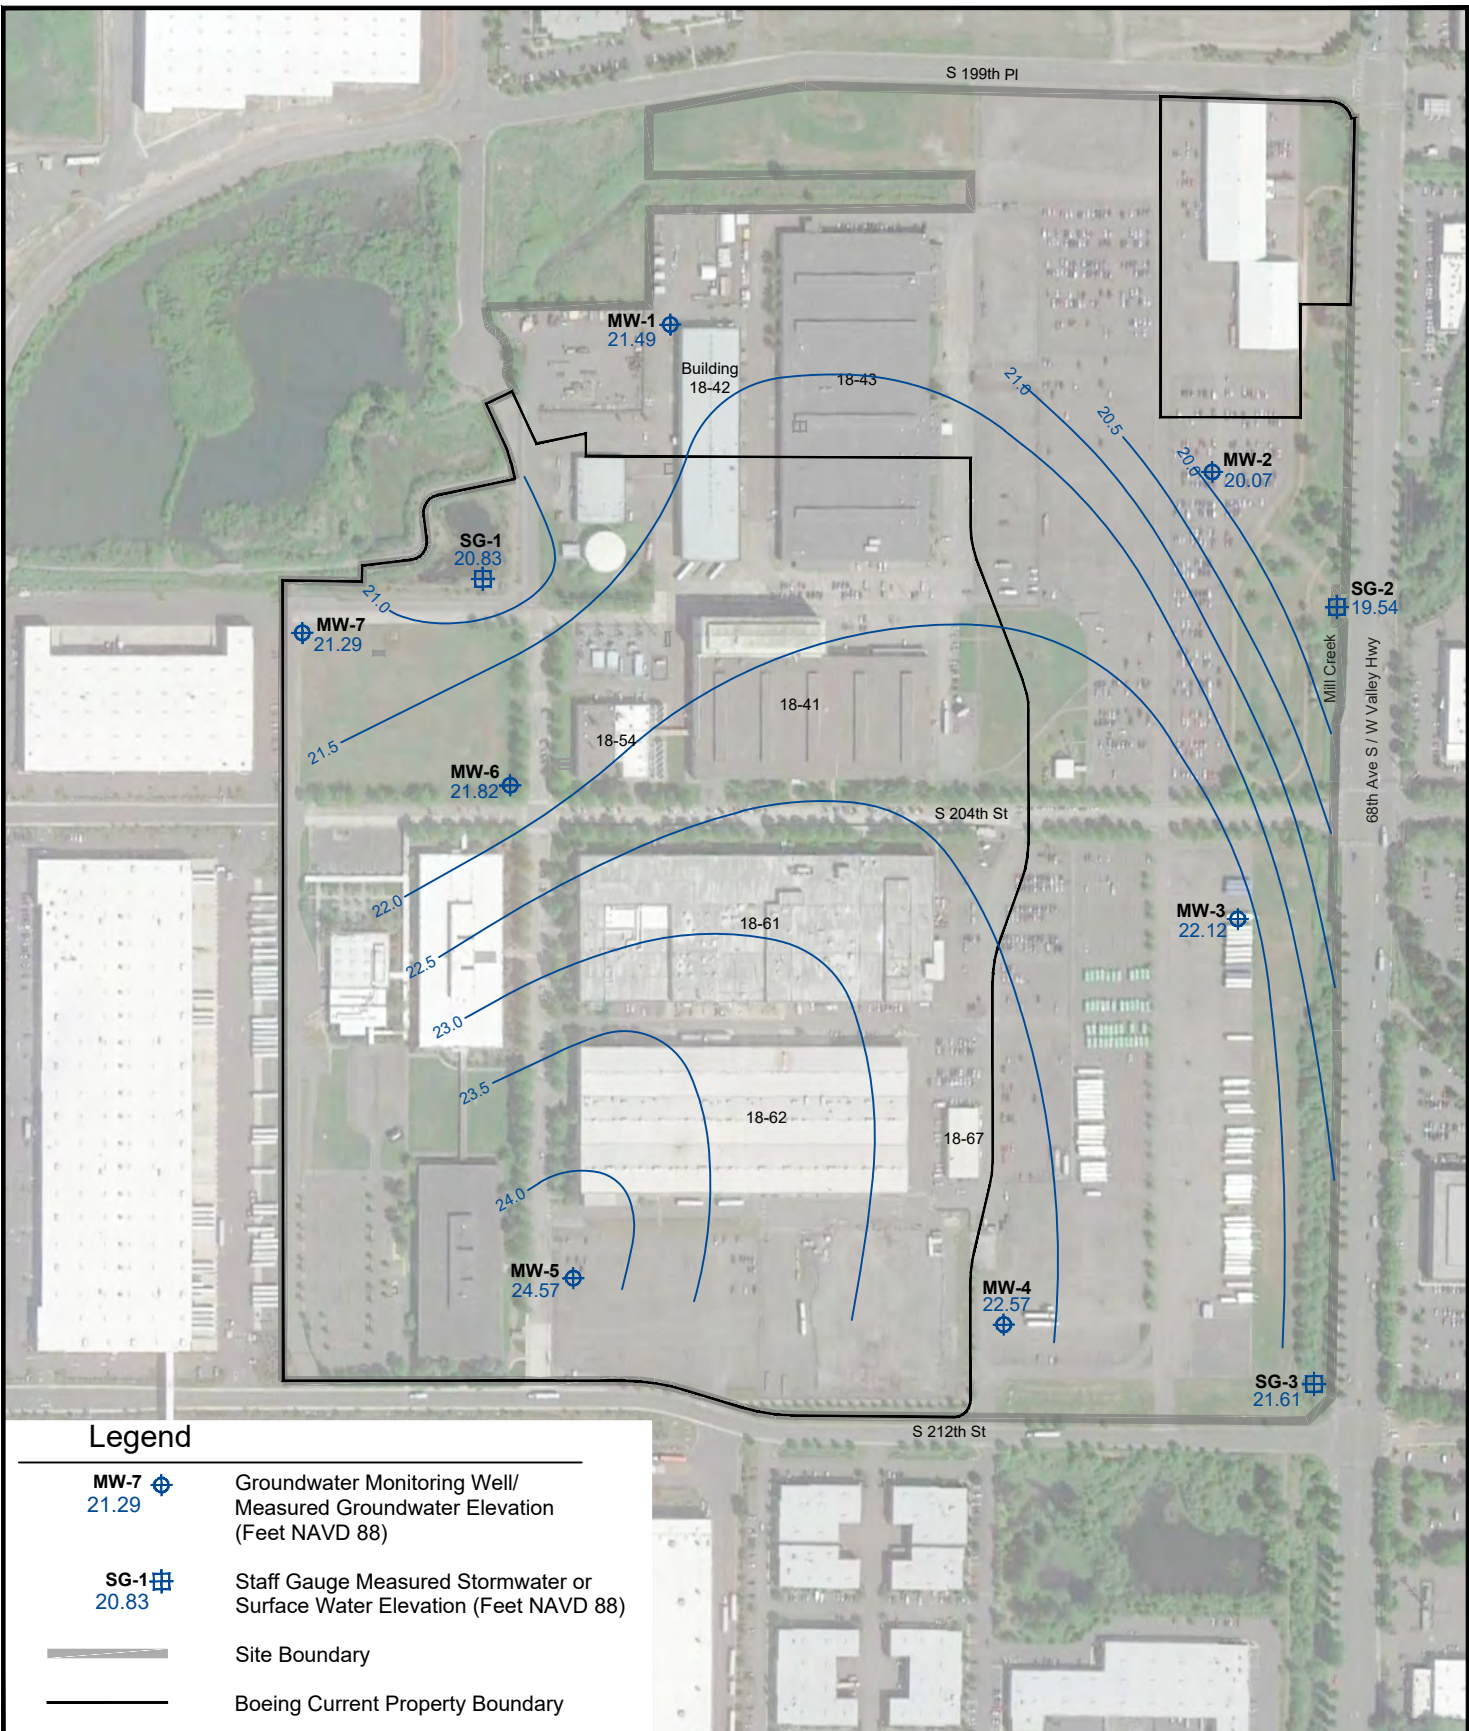 S 199th Pl
MW-1
21.49
Building
18-42
18-43
21.0
20.5
20.0
MW-2
20.07
SG-1
20.83
21.0
MW-7
21.29
SG-2
19.54
Mill Creek
68th Ave S / W Valley Hwy
21.5
18-41
18-54
MW-6
21.82
S 204th St
22.0
22.5
18-61
MW-3
22.12
23.0
23.5
18-62
18-67
24.0
MW-5
24.57
MW-4
22.57
SG-3
21.61
S 212th St
Legend
MW-7
21.29
Groundwater Monitoring Well/
Measured Groundwater Elevation
(Feet NAVD 88)
SG-1
20.83
Staff Gauge Measured Stormwater or
Surface Water Elevation (Feet NAVD 88)
Site Boundary
Boeing Current Property Boundary